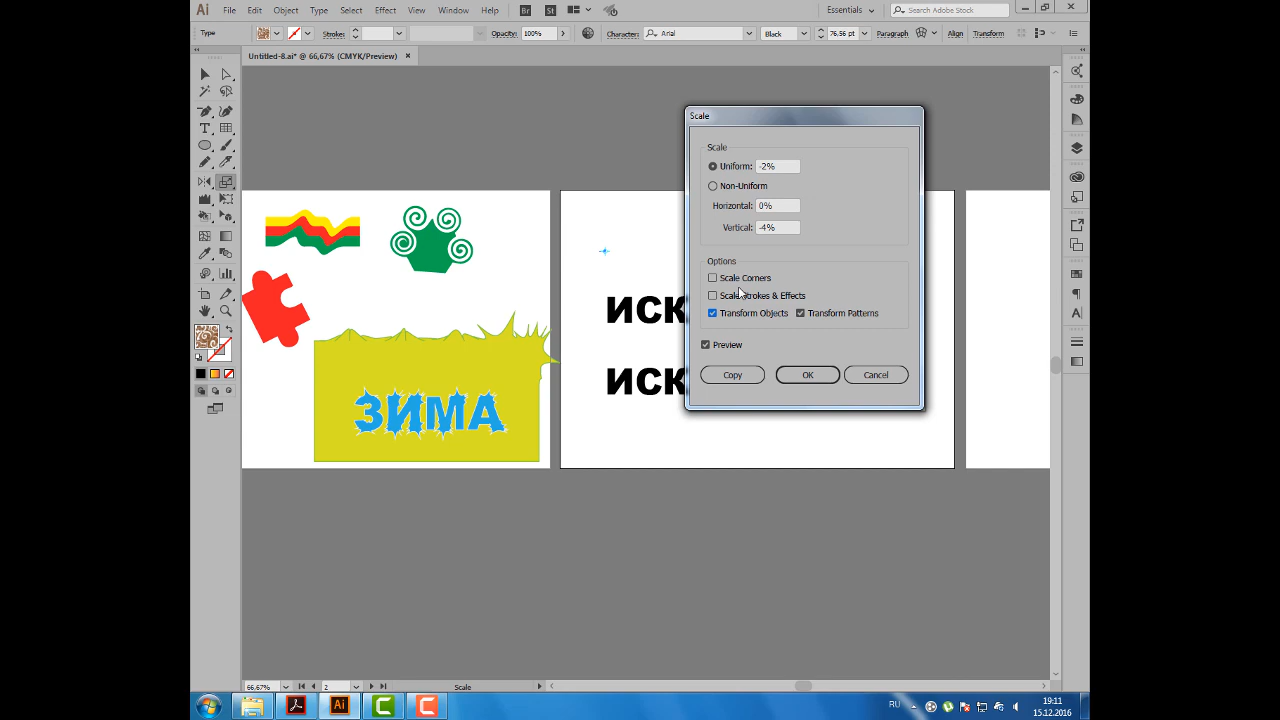 Ai File Edit Object Type Select Effect View Window Help Br St Essentials Search Adobe Stock
Type Strokes: Opacity: 100% Character: Arial Black 76,56 pt Paragraph Align Transform
Untitled-8.ai* @ 66,67% (CMYK/Preview) ×
Scale
Scale
Uniform: -2%
Non-Uniform
Horizontal: 0%
Vertical: -4%
Options
Scale Corners
Scale Strokes & Effects
Transform Objects Transform Patterns
Preview
Copy OK Cancel
ИСК
ИСК
ЗИМА
66,67% 2 Scale
Ai RU 19:11
15.12.2016